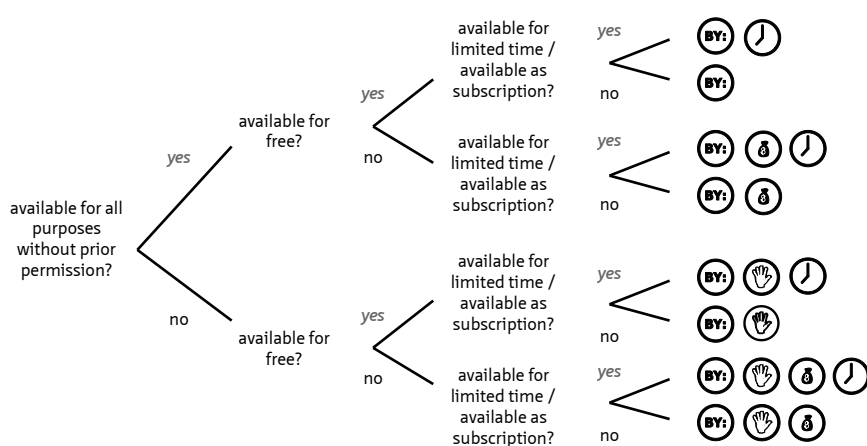 available for all
purposes
without prior
permission?
yes
no
available for
free?
yes
no
available for
limited time /
available as
subscription?
yes
no
BY:
BY:
available for
limited time /
available as
subscription?
yes
no
BY:
BY:
available for
free?
yes
no
available for
limited time /
available as
subscription?
yes
no
BY:
BY:
available for
limited time /
available as
subscription?
yes
no
BY:
BY: